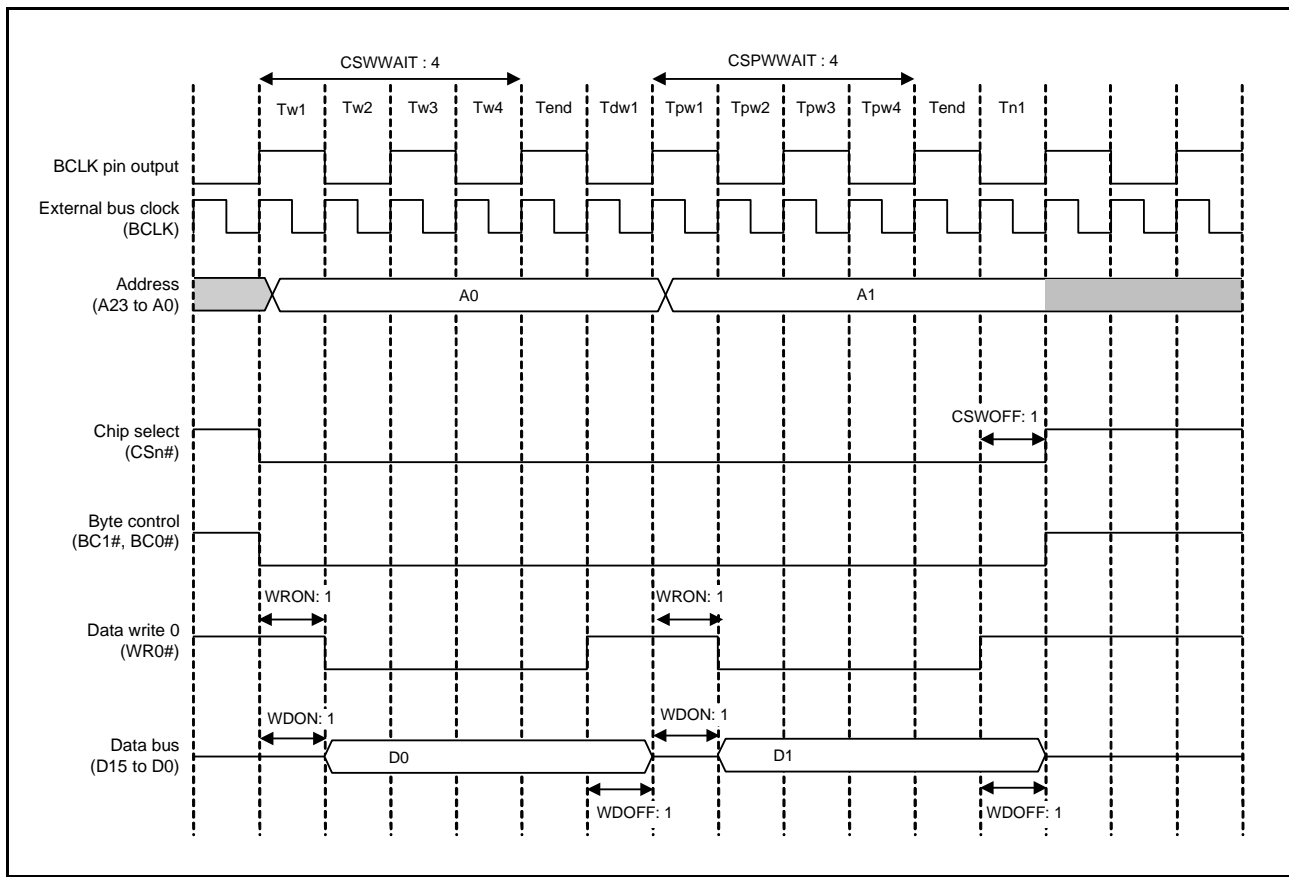 CSWWAIT : 4
CSPWWAIT : 4
Tw1 Tw2 Tw3 Tw4 Tend Tdw1 Tpw1 Tpw2 Tpw3 Tpw4 Tend Tn1
BCLK pin output
External bus clock
(BCLK)
Address
(A23 to A0)
A0
A1
CSWOFF: 1
Chip select
(CSn#)
Byte control
(BC1#, BC0#)
WRON: 1
WRON: 1
Data write 0
(WR0#)
WDON: 1
WDON: 1
Data bus
(D15 to D0)
D0
D1
WDOFF: 1
WDOFF: 1